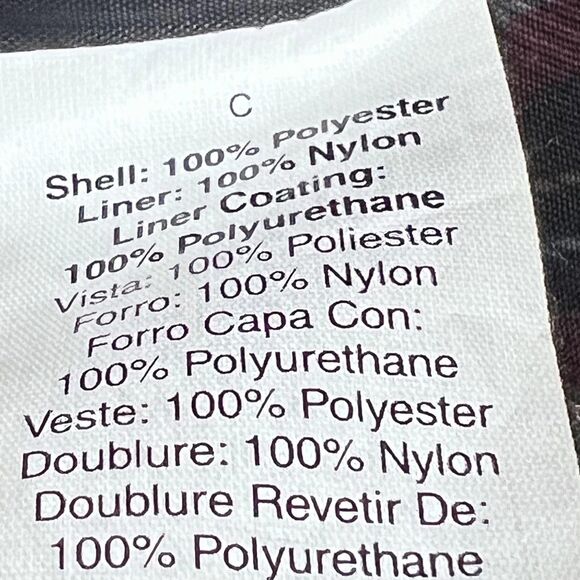 C
Shell: 100% Polyester
Liner: 100% Nylon
Liner Coating:
100% Polyurethane
Vista: 100% Poliester
Forro: 100% Nylon
Forro Capa Con:
100% Polyurethane
Veste: 100% Polyester
Doublure: 100% Nylon
Doublure Revetir De:
100% Polyurethane